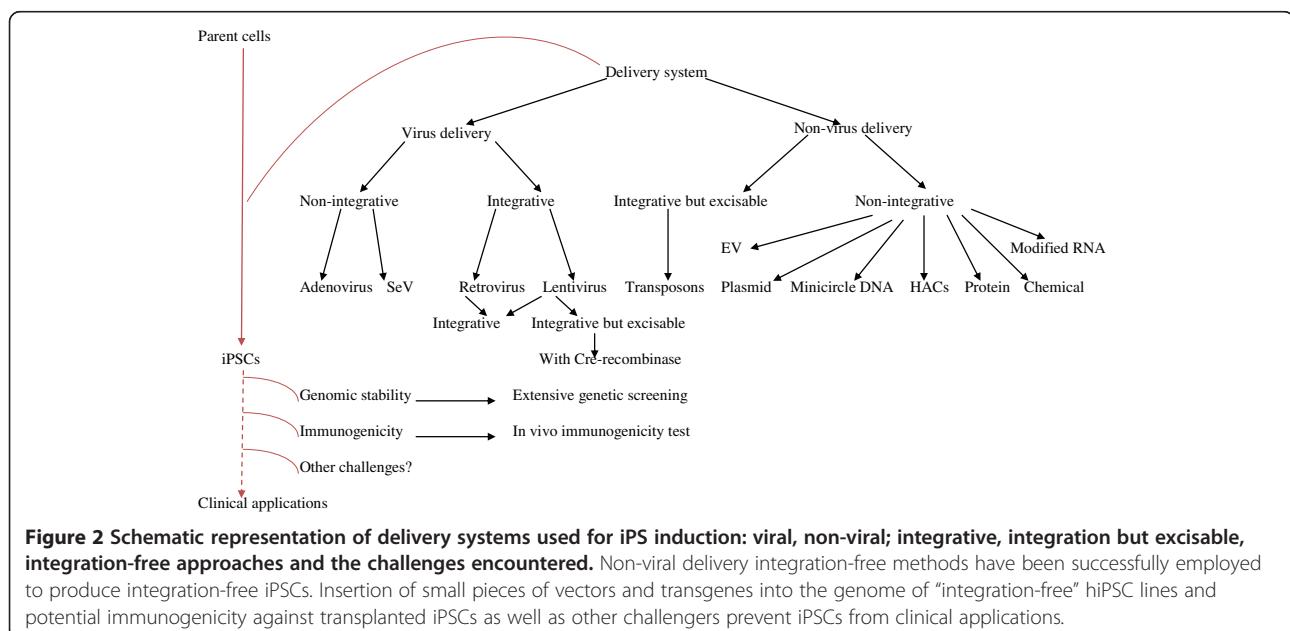 Parent cells
Delivery system
Virus delivery
Non-virus delivery
Non-integrative
Integrative
Integrative but excisable
Non-integrative
EV
Modified RNA
Adenovirus
SeV
Retrovirus
Lentivirus
Transposons
Plasmid
Minicircle DNA
HACs
Protein
Chemical
Integrative
Integrative but excisable
iPSCs
With Cre-recombinase
Genomic stability
Extensive genetic screening
Immunogenicity
In vivo immunogenicity test
Other challenges?
Clinical applications
Figure 2 Schematic representation of delivery systems used for iPS induction: viral, non-viral; integrative, integration but excisable,
integration-free approaches and the challenges encountered. Non-viral delivery integration-free methods have been successfully employed
to produce integration-free iPSCs. Insertion of small pieces of vectors and transgenes into the genome of “integration-free” hiPSC lines and
potential immunogenicity against transplanted iPSCs as well as other challengers prevent iPSCs from clinical applications.